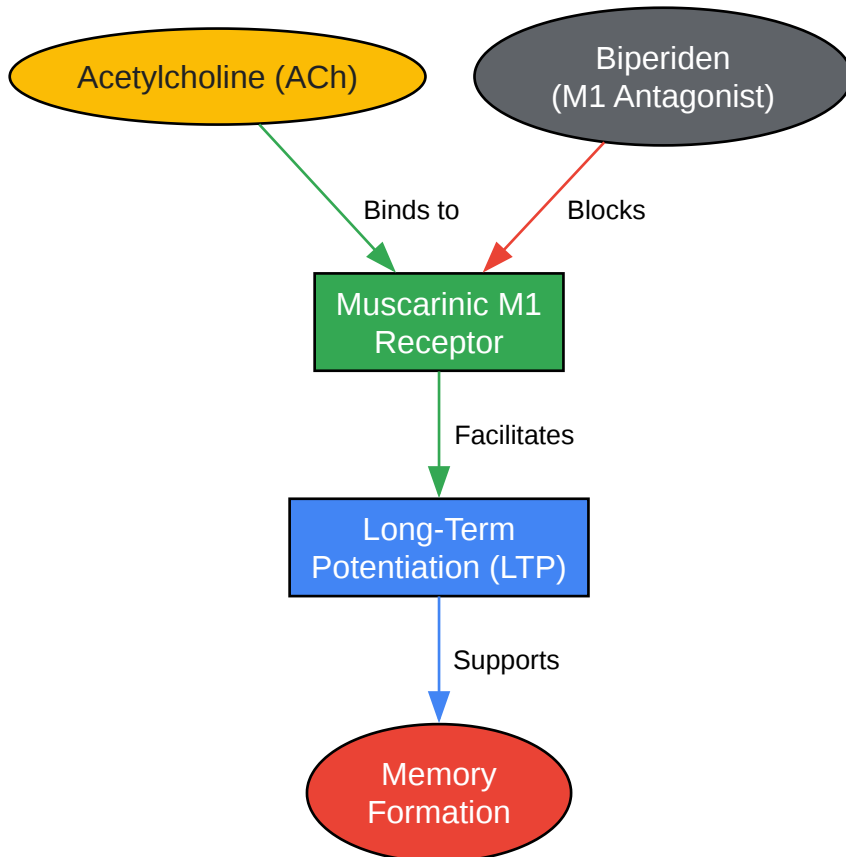 Acetylcholine (ACh)
Biperiden
(M1 Antagonist)
Binds to
Blocks
Muscarinic M1
Receptor
Facilitates
Long-Term
Potentiation (LTP)
Supports
Memory
Formation